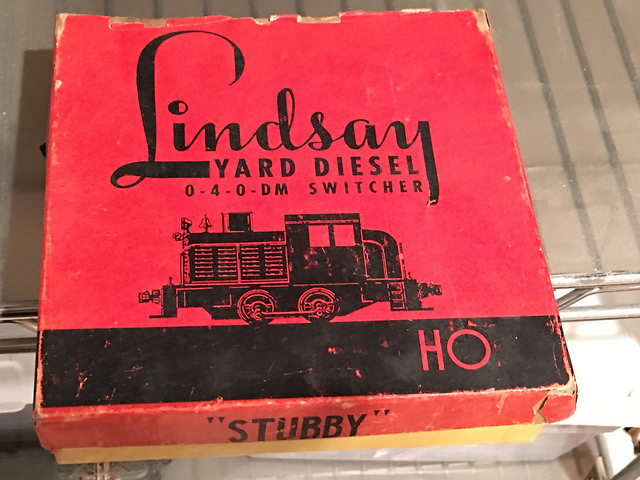 Lindsay
YARD DIESEL
0-4-0-DM SWITCHER
HO
"STUBBY"